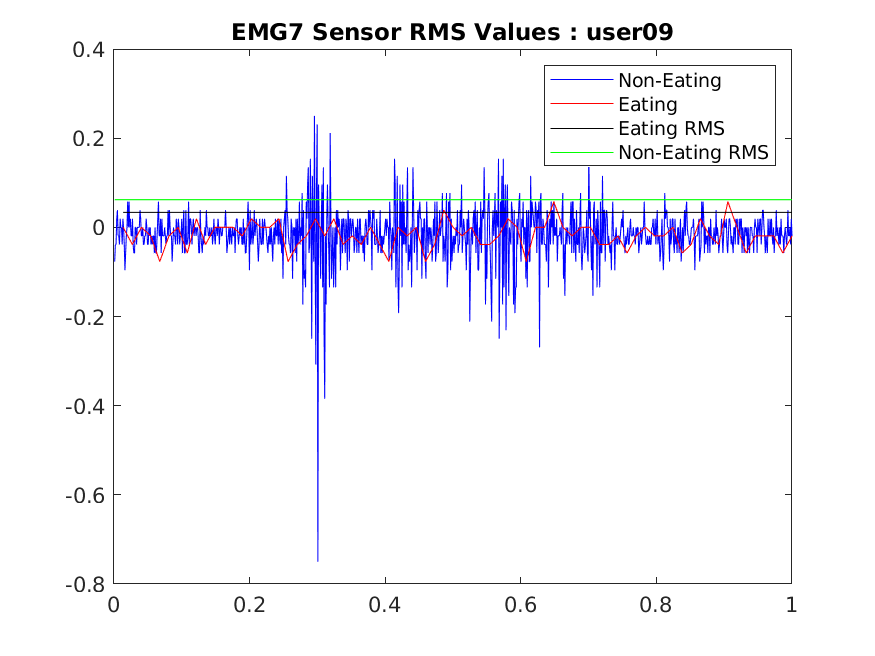 EMG7 Sensor RMS Values : user09
Non-Eating
Eating
Eating RMS
Non-Eating RMS
0.4
0.2
0
-0.2
-0.4
-0.6
-0.8
0
0.2
0.4
0.6
0.8
1